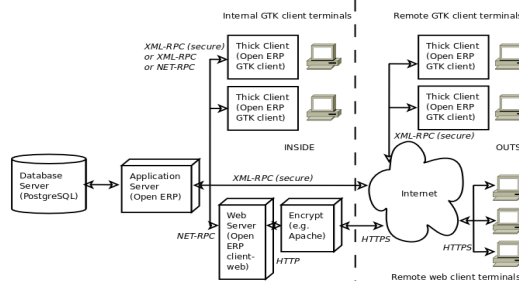 Internal GTK client terminals
Remote GTK client terminals
XML-RPC (secure)
or XML-RPC
or NET-RPC
Thick Client
(Open ERP
GTK client)
Thick Client
(Open ERP
GTK client)
Thick Client
(Open ERP
GTK client)
Thick Client
(Open ERP
GTK client)
XML-RPC (secure)
INSIDE
OUTS
Database
Server
(PostgreSQL)
Application
Server
(Open ERP)
XML-RPC (secure)
Internet
NET-RPC
Web
Server
(Open
ERP
client-
web)
HTTP
Encrypt
(e.g.
Apache)
HTTPS
HTTPS
Remote web client terminals